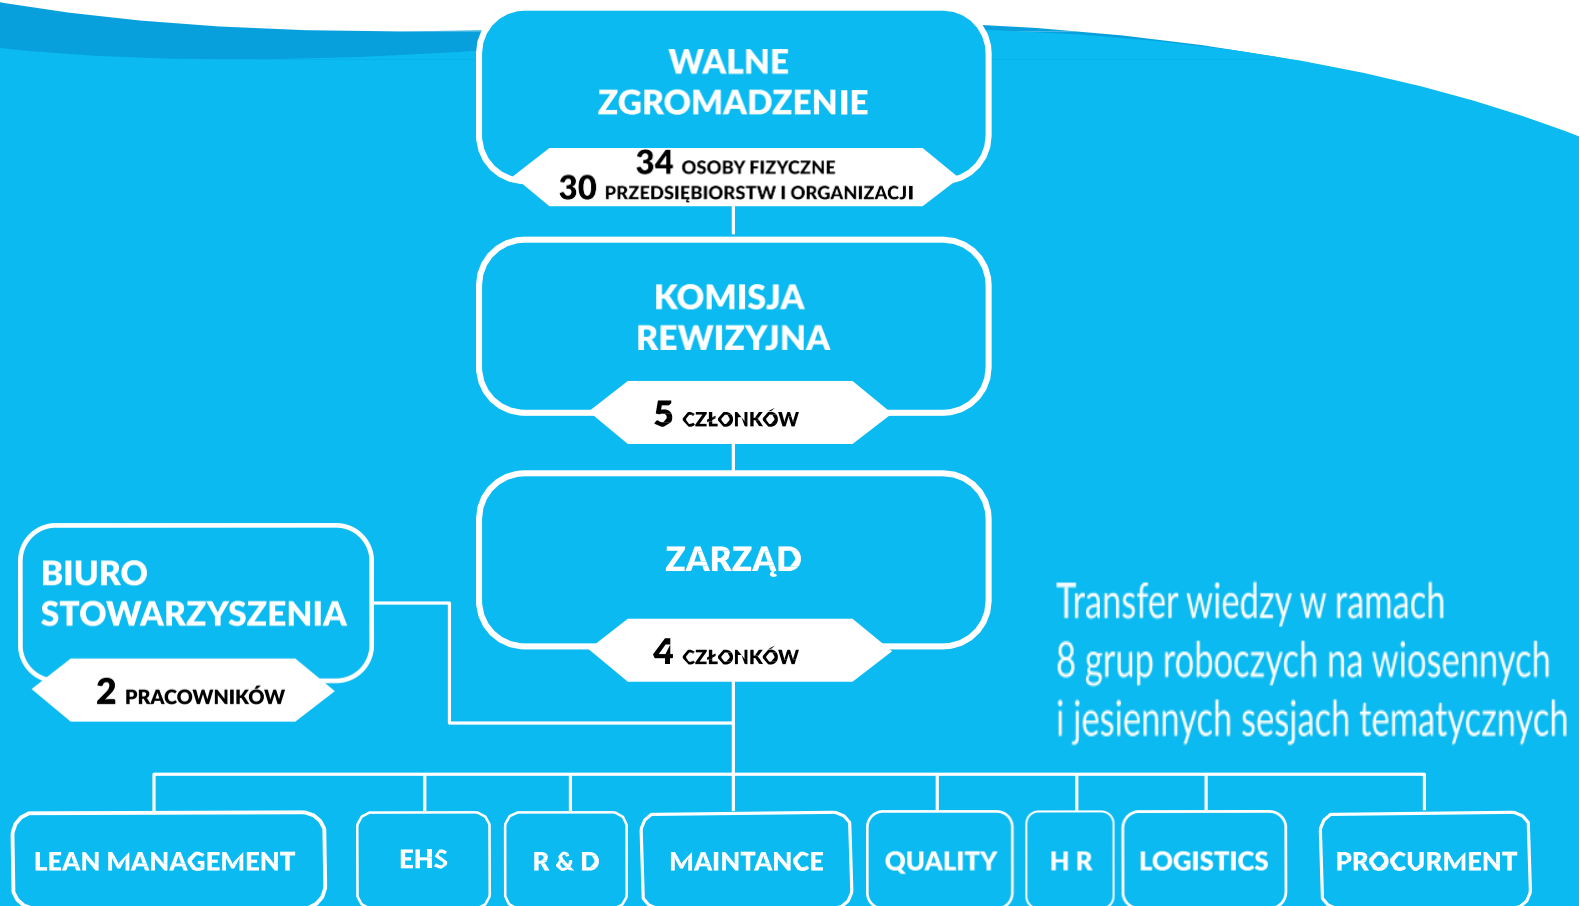 WALNE
ZGROMADZENIE
34 OSOBY FIZYCZNE
30 PRZEDSIĘBIORSTW I ORGANIZACJI
KOMISJA
REWIZYJNA
5 CZŁONKÓW
ZARZĄD
4 CZŁONKÓW
BIURO
STOWARZYSZENIA
2 PRACOWNIKÓW
Transfer wiedzy w ramach
8 grup roboczych na wiosennych
i jesiennych sesjach tematycznych
LEAN MANAGEMENT
EHS
R & D
MAINTANCE
QUALITY
H R
LOGISTICS
PROCURMENT